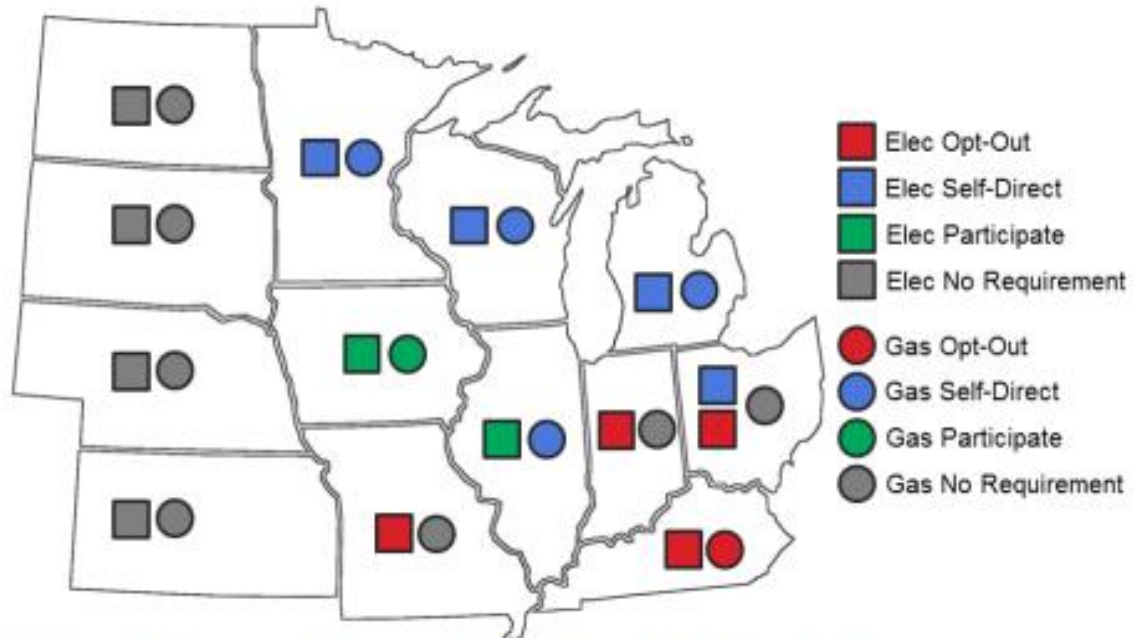 Elec Opt-Out
Elec Self-Direct
Elec Participate
Elec No Requirement
Gas Opt-Out
Gas Self-Direct
Gas Participate
Gas No Requirement